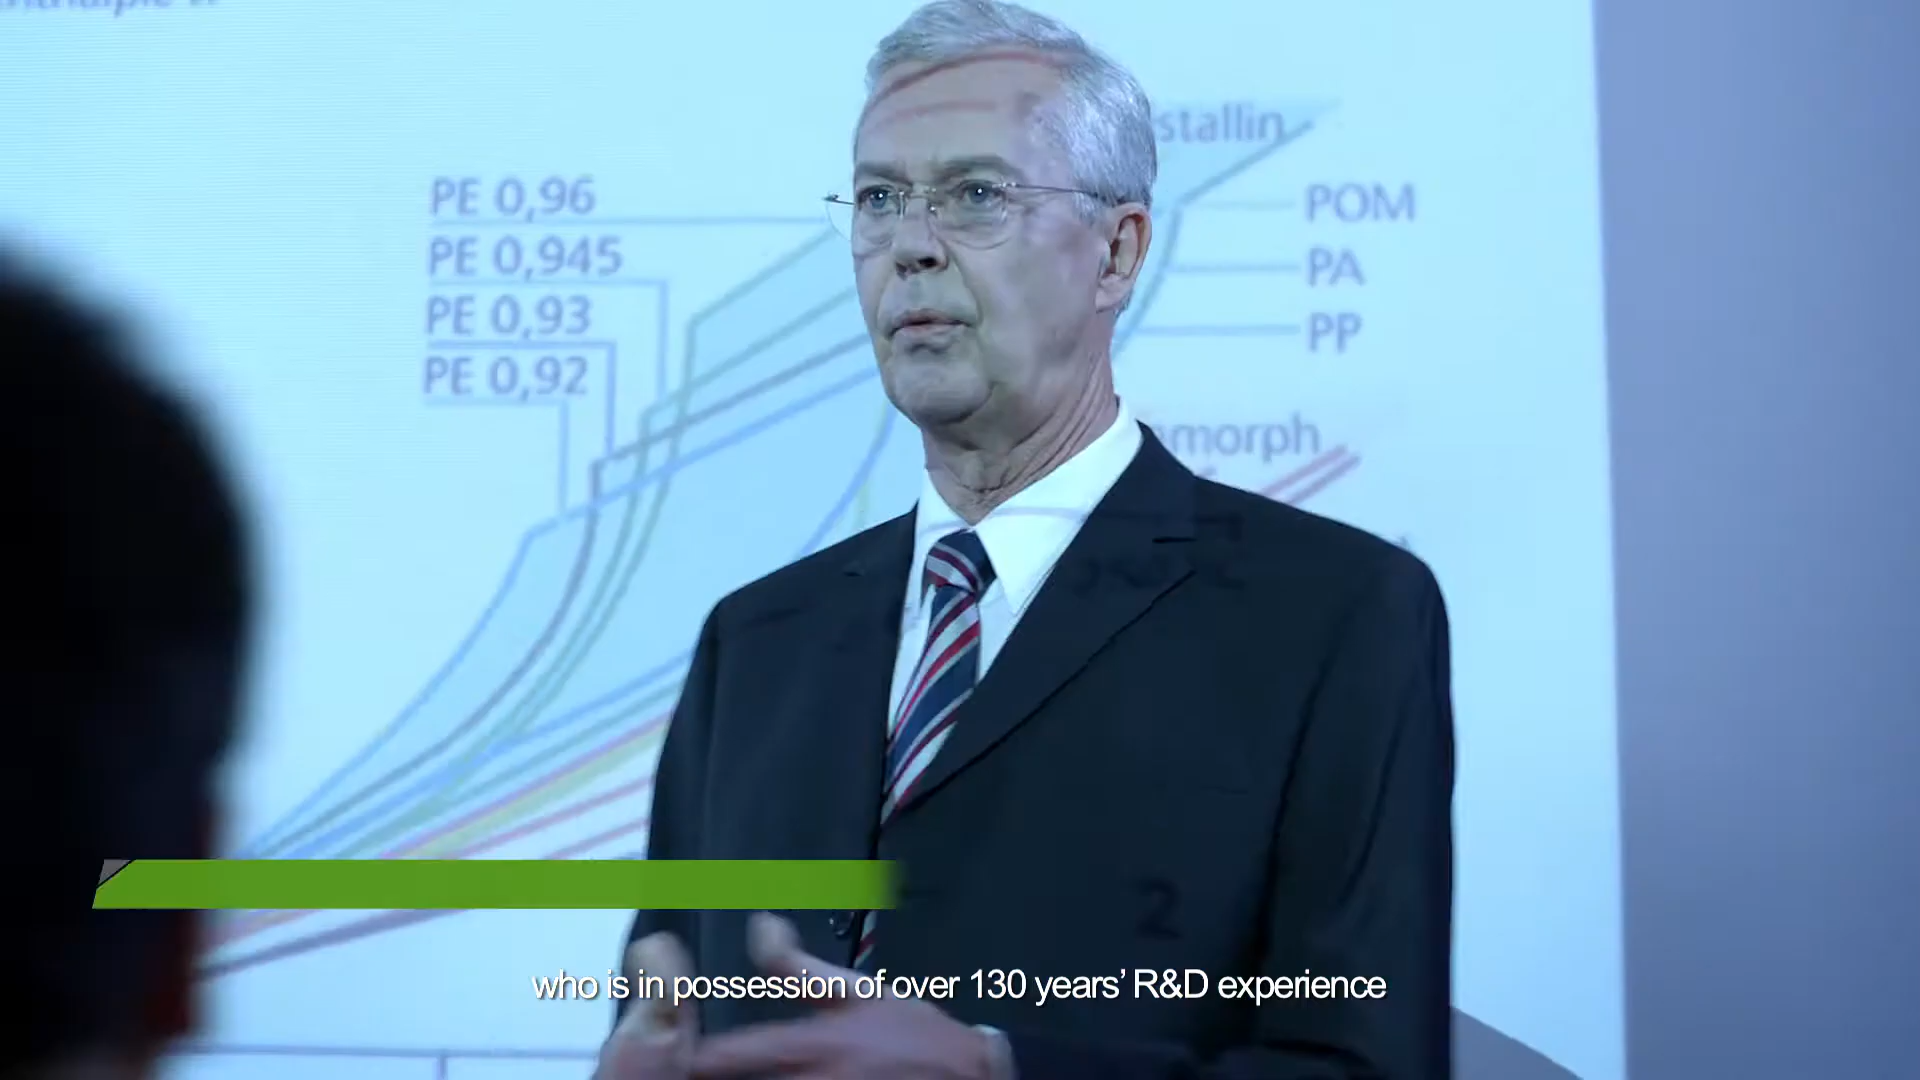 PE 0,96
PE 0,945
PE 0,93
PE 0,92
stallin
POM
PA
PP
morph
2
who is in possession of over 130 years’ R&D experience